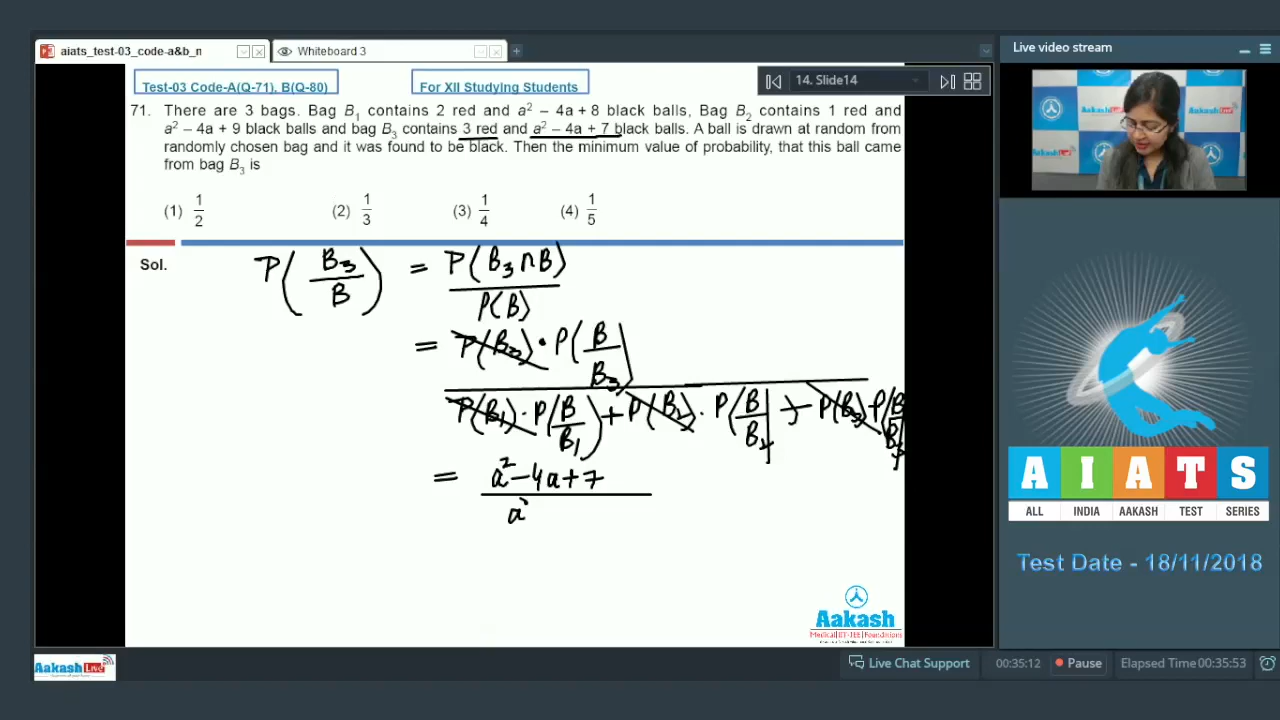 aiats_test-03_code-a&b_n
Whiteboard 3
Live video stream
Test-03 Code-A(Q-71), B(Q-80)
For XII Studying Students
14. Slide14
71. There are 3 bags. Bag B₁ contains 2 red and a² – 4a + 8 black balls, Bag B₂ contains 1 red and
a² – 4a + 9 black balls and bag B₃ contains 3 red and a² – 4a + 7 black balls. A ball is drawn at random from
randomly chosen bag and it was found to be black. Then the minimum value of probability, that this ball came
from bag B₃ is
(1) 1/2 (2) 1/3 (3) 1/4 (4) 1/5
Sol.
P(B₃/B) = P(B₃∩B)/P(B)
= P(B₃) · P(B/B₃)
P(B₁) · P(B/B₁) + P(B₂) · P(B/B₂) + P(B₃) P(B/B₃)
= a² – 4a + 7
a²
AIATS
ALL INDIA AAKASH TEST SERIES
Test Date - 18/11/2018
Aakash
Medical|IIT-JEE|Foundations
Aakash Live
Live Chat Support
00:35:12
Pause
Elapsed Time 00:35:53